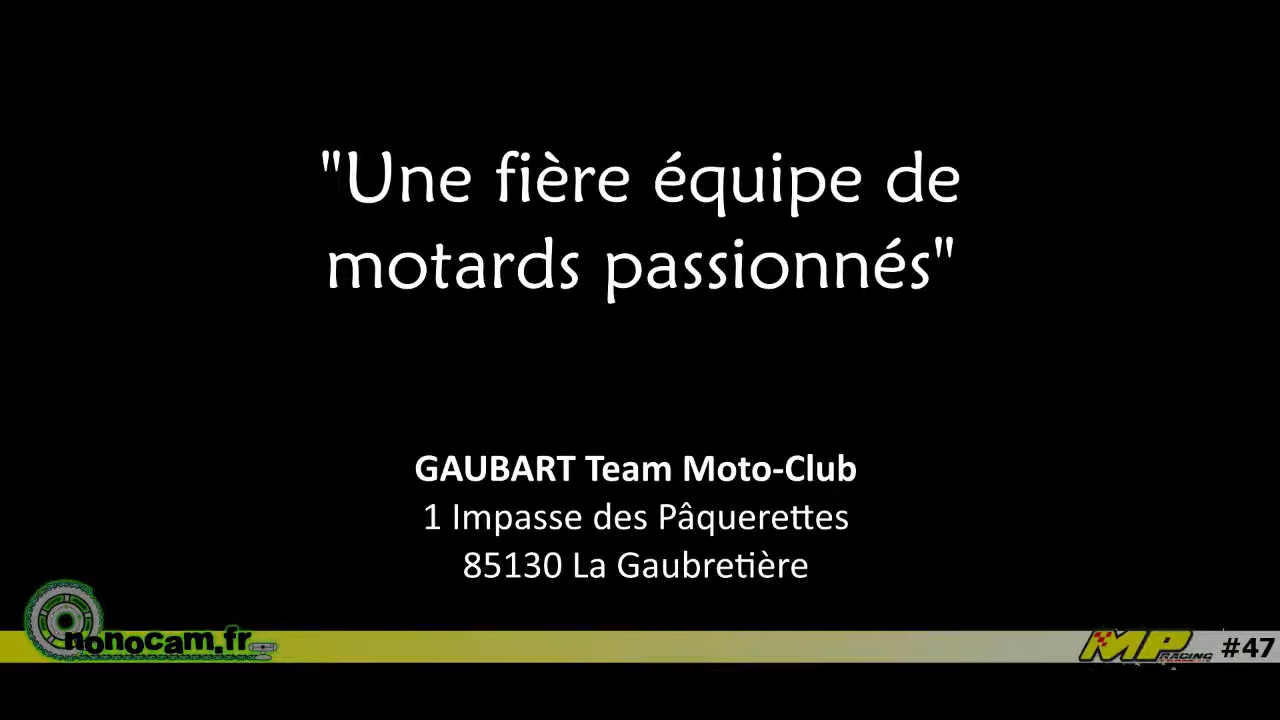 "Une fière équipe de
motards passionnés"
GAUBART Team Moto-Club
1 Impasse des Pâquerettes
85130 La Gaubretière
nonocam.fr
MP RACING #47